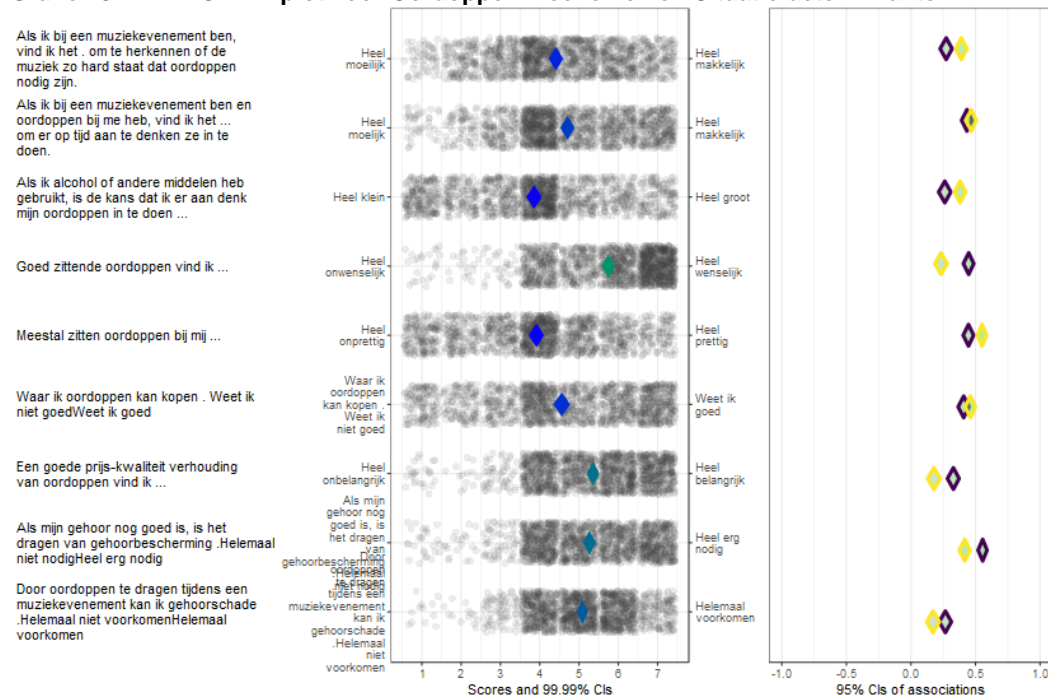 Als ik bij een muziekevenement ben,
vind ik het . om te herkennen of de
muziek zo hard staat dat oordoppen
nodig zijn.
Heel
moeilijk
Heel
makkelijk
Als ik bij een muziekevenement ben en
oordoppen bij me heb, vind ik het ...
om er op tijd aan te denken ze in te
doen.
Heel
moelijk
Heel
makkelijk
Als ik alcohol of andere middelen heb
gebruikt, is de kans dat ik er aan denk
mijn oordoppen in te doen ...
Heel klein
Heel groot
Goed zittende oordoppen vind ik ...
Heel
onwenselijk
Heel
wenselijk
Meestal zitten oordoppen bij mij ...
Heel
onprettig
Heel
prettig
Waar ik oordoppen kan kopen . Weet ik
niet goedWeet ik goed
Waar ik
oordoppen
kan kopen .
Weet ik
niet goed
Weet ik
goed
Een goede prijs-kwaliteit verhouding
van oordoppen vind ik ...
Heel
onbelangrijk
Heel
belangrijk
Als mijn gehoor nog goed is, is het
dragen van gehoorbescherming .Helemaal
niet nodigHeel erg nodig
Als mijn
gehoor nog
goed is, is
het dragen
van
gehoorbescherming
.Helemaal
niet nodig
Heel erg
nodig
Door oordoppen te dragen tijdens een
muziekevenement kan ik gehoorschade
.Helemaal niet voorkomenHelemaal
voorkomen
Door
oordoppen
te dragen
tijdens een
muziekevenement
kan ik
gehoorschade
.Helemaal
niet
voorkomen
Helemaal
voorkomen
1 2 3 4 5 6 7
Scores and 99.99% CIs
-1.0 -0.5 0.0 0.5 1.0
95% CIs of associations